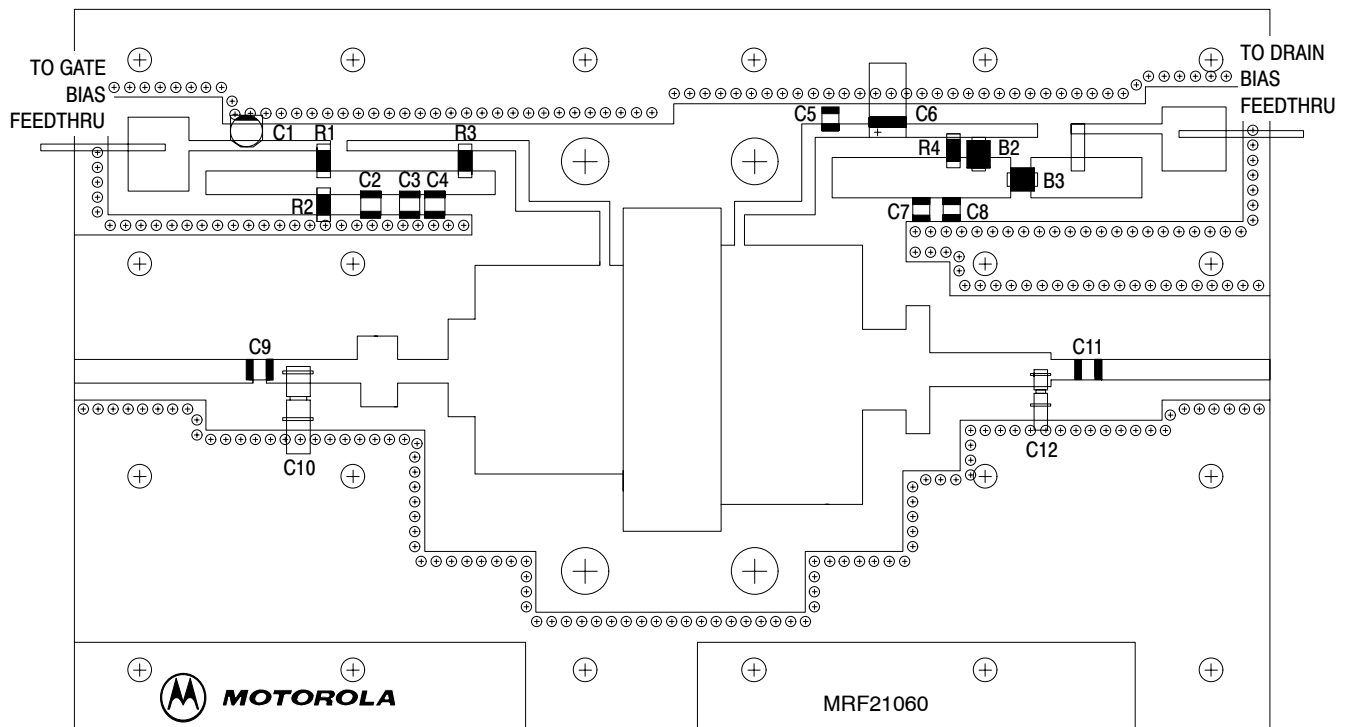 TO GATE
BIAS
FEEDTHRU
TO DRAIN
BIAS
FEEDTHRU
C1
R1
R3
C5
C6
R4
B2
B3
C2
C3
C4
R2
C7
C8
C9
C10
C11
C12
MOTOROLA
MRF21060